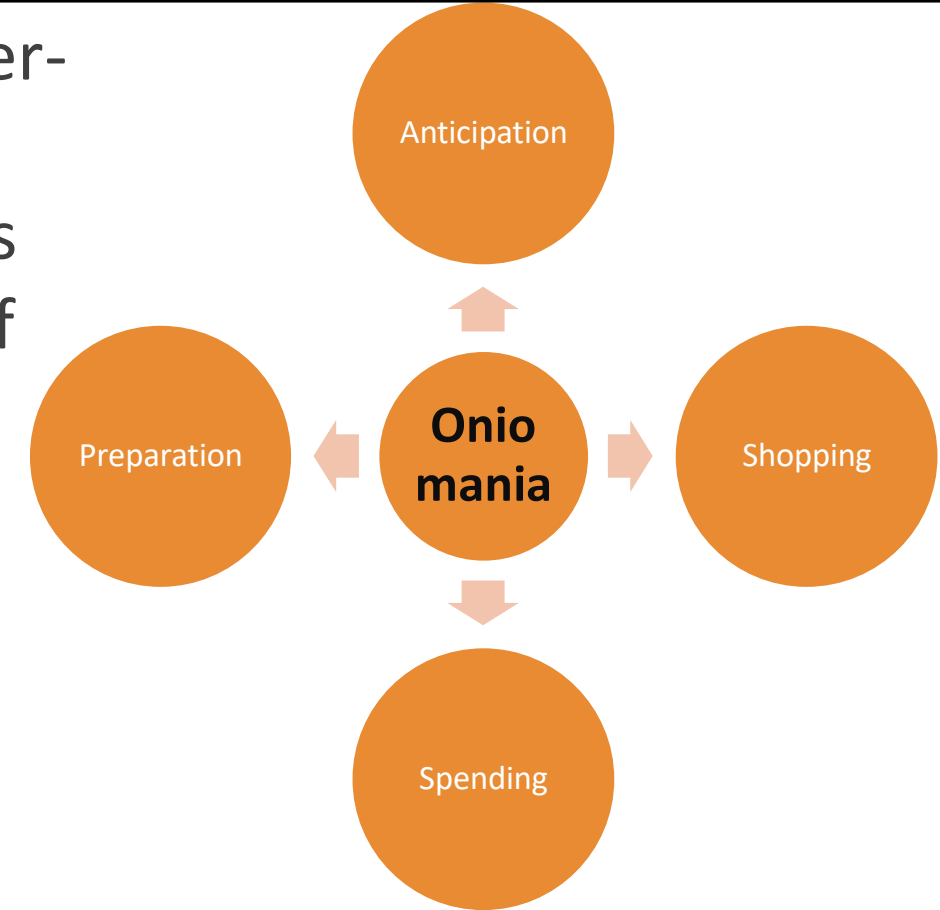 er-
s
f
Anticipation
Preparation
Onio
mania
Shopping
Spending